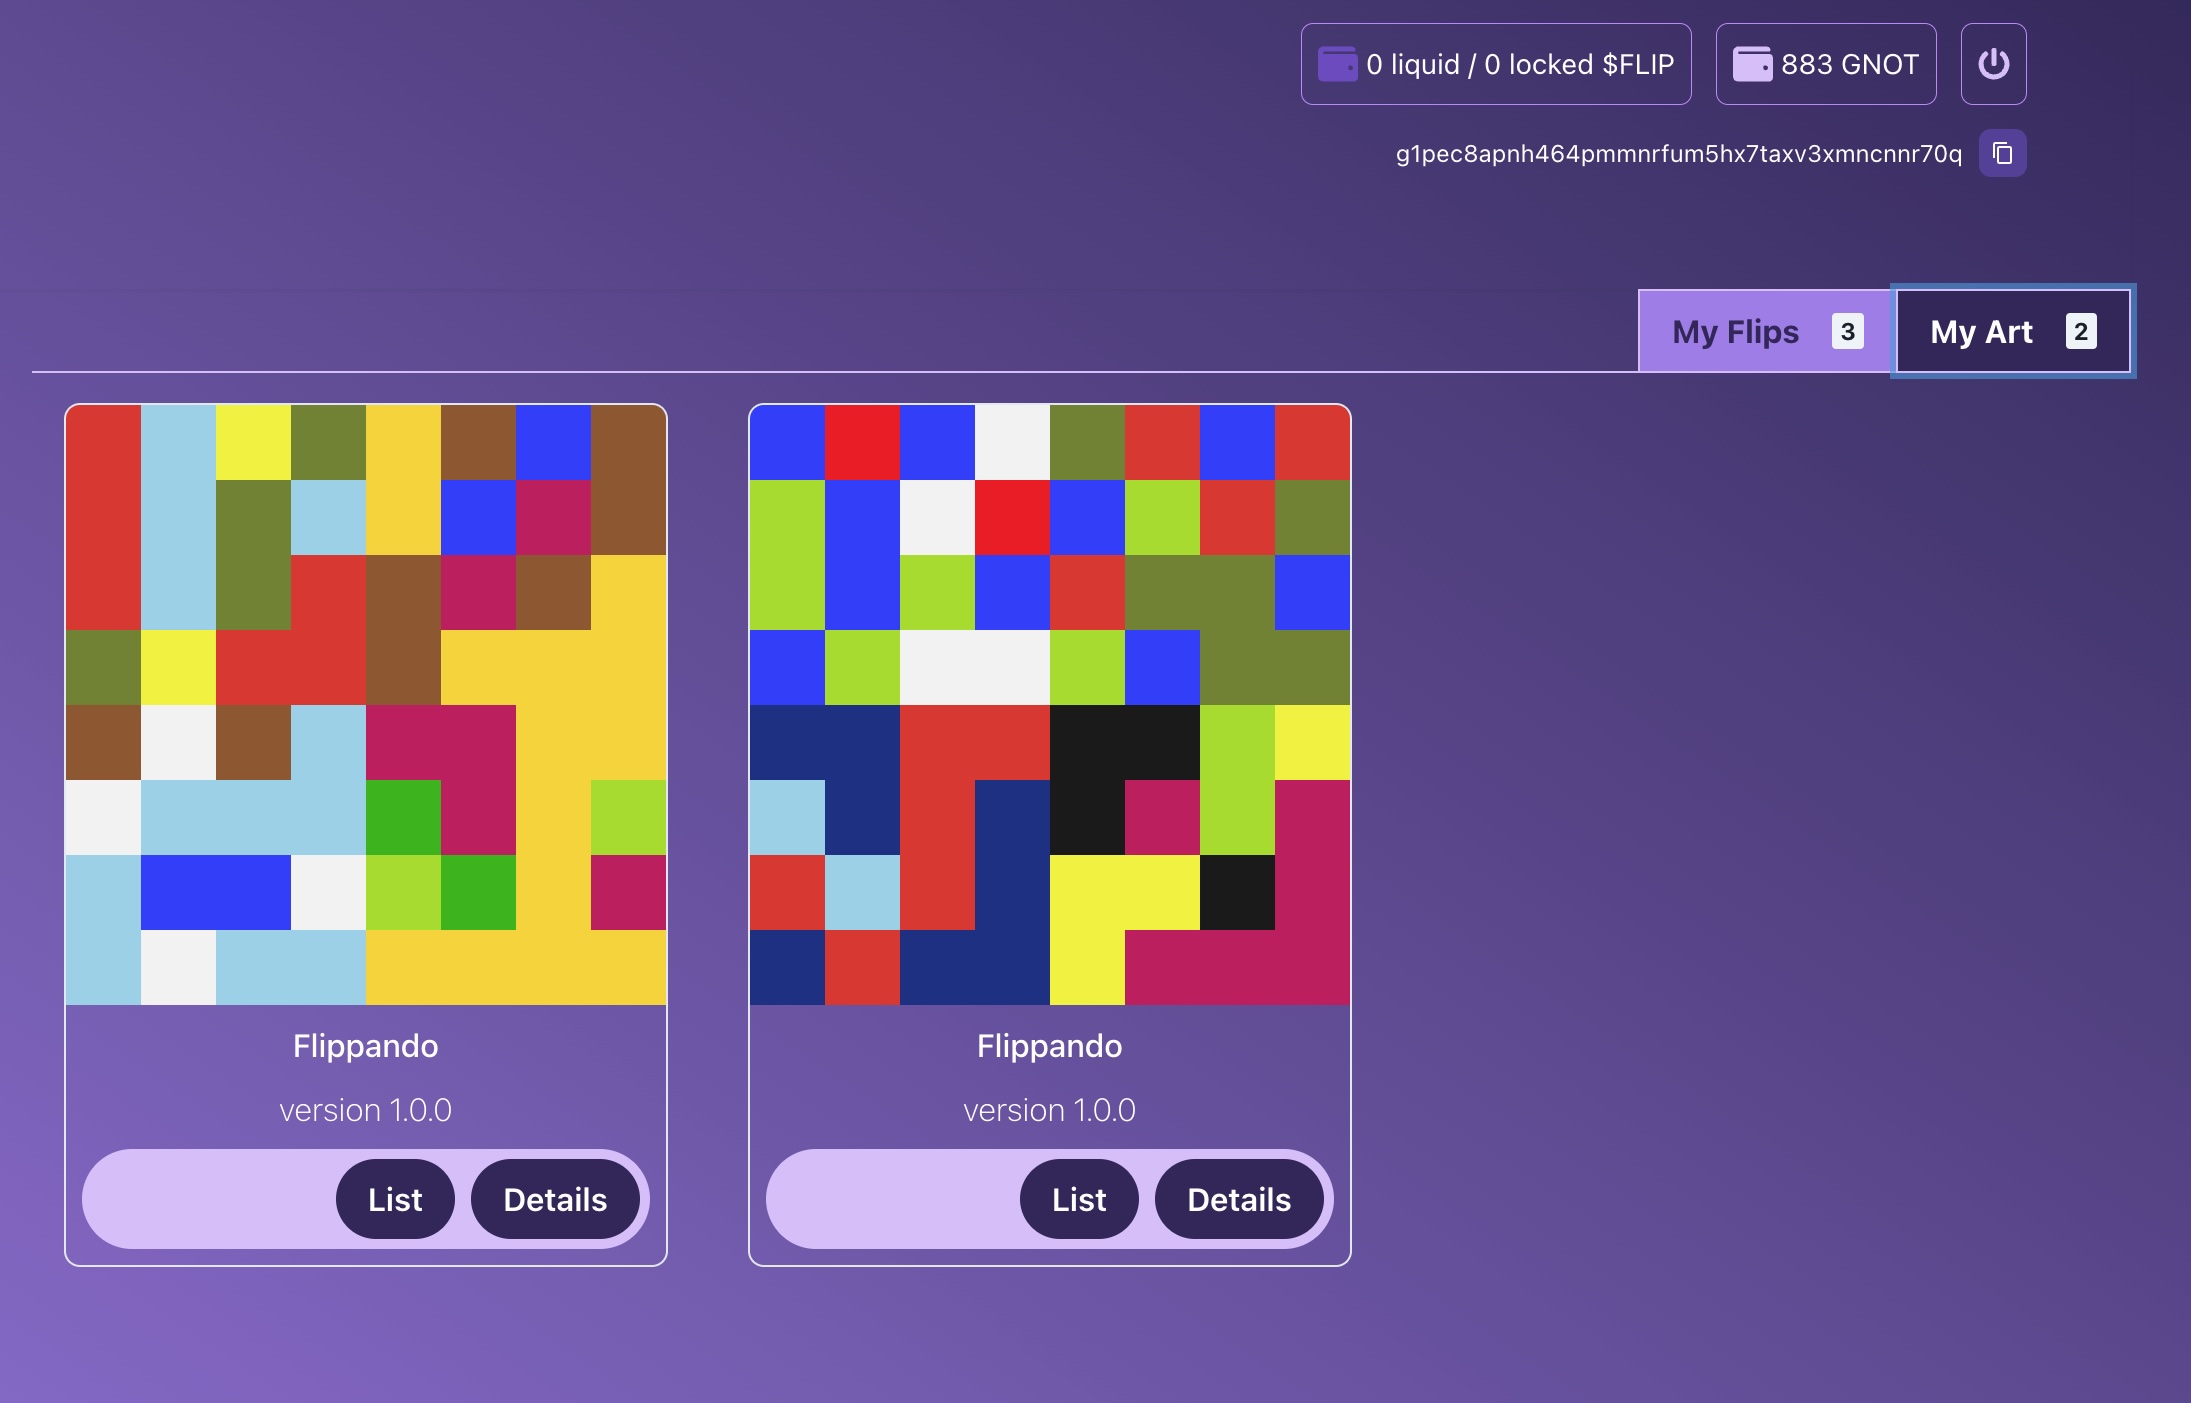 0 liquid / 0 locked $FLIP 883 GNOT
g1pec8apnh464pmmnrfum5hx7taxv3xmncnnr70q
My Flips 3 My Art 2
Flippando Flippando
version 1.0.0 version 1.0.0
List Details List Details